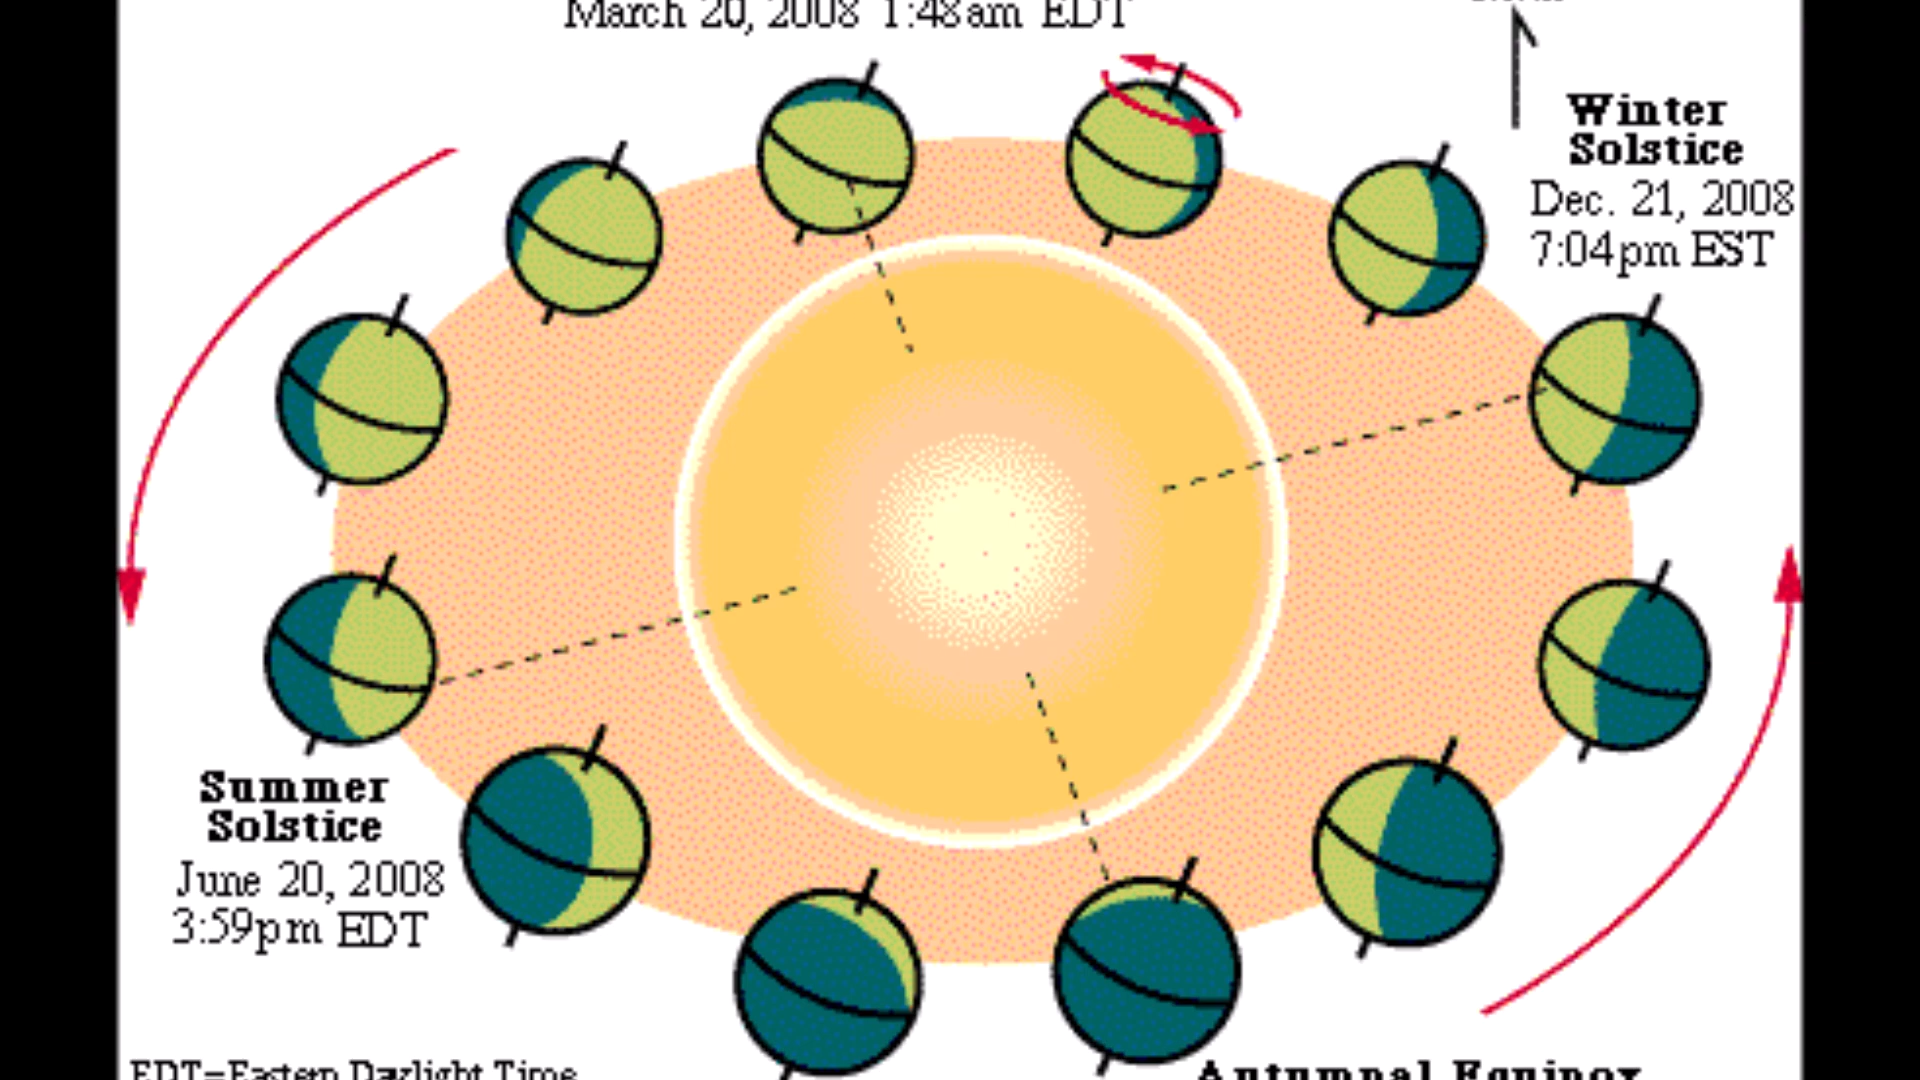 March 20, 2008 1:48am EDT
Winter
Solstice
Dec. 21, 2008
7:04pm EST
Summer
Solstice
June 20, 2008
3:59pm EDT
EDT=Eastern Daylight Time
Autumnal Equinox